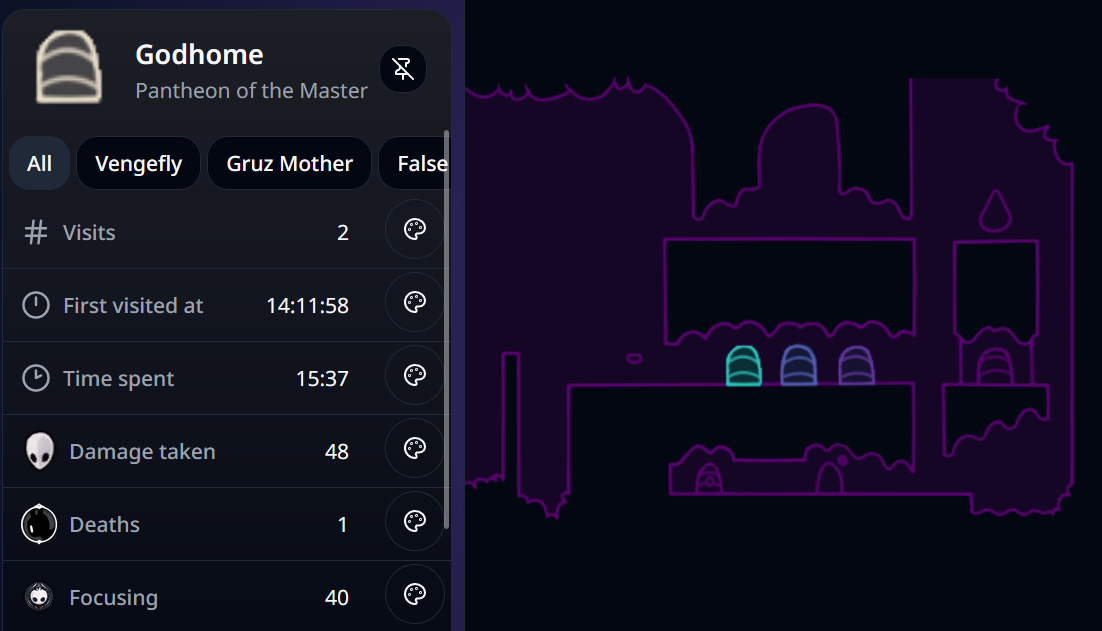 Godhome
Pantheon of the Master
All Vengefly Gruz Mother False
# Visits 2
First visited at 14:11:58
Time spent 15:37
Damage taken 48
Deaths 1
Focusing 40